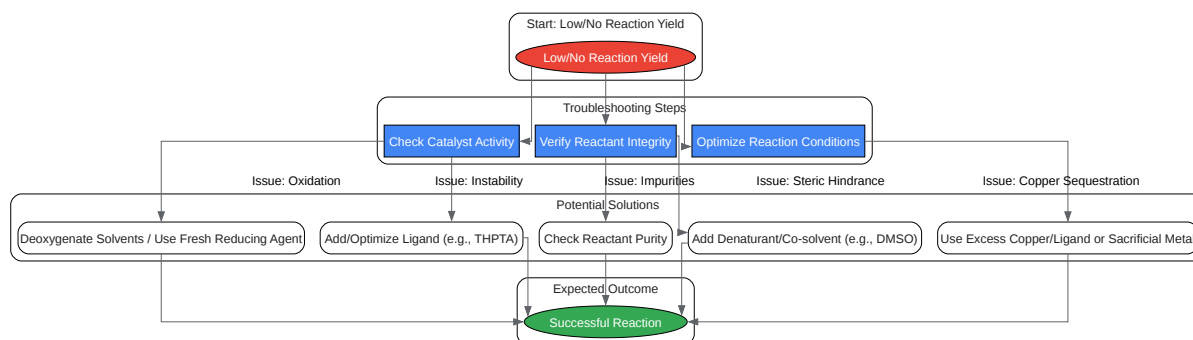 Start: Low/No Reaction Yield
Low/No Reaction Yield
Troubleshooting Steps
Check Catalyst Activity
Verify Reactant Integrity
Optimize Reaction Conditions
Issue: Oxidation
Issue: Instability
Issue: Impurities
Issue: Steric Hindrance
Issue: Copper Sequestration
Potential Solutions
Deoxygenate Solvents / Use Fresh Reducing Agent
Add/Optimize Ligand (e.g., THPTA)
Check Reactant Purity
Add Denaturant/Co-solvent (e.g., DMSO)
Use Excess Copper/Ligand or Sacrificial Metal
Expected Outcome
Successful Reaction